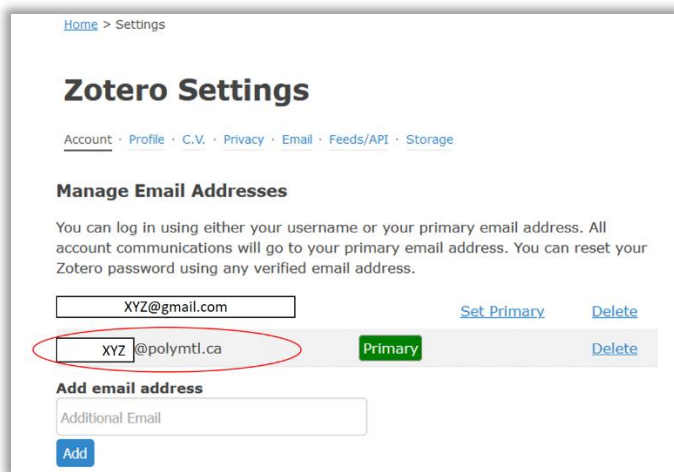 Home > Settings
Zotero Settings
Account · Profile · C.V. · Privacy · Email · Feeds/API · Storage
Manage Email Addresses
You can log in using either your username or your primary email address. All
account communications will go to your primary email address. You can reset your
Zotero password using any verified email address.
XYZ@gmail.com Set Primary Delete
XYZ @polymtl.ca Primary Delete
Add email address
Additional Email
Add